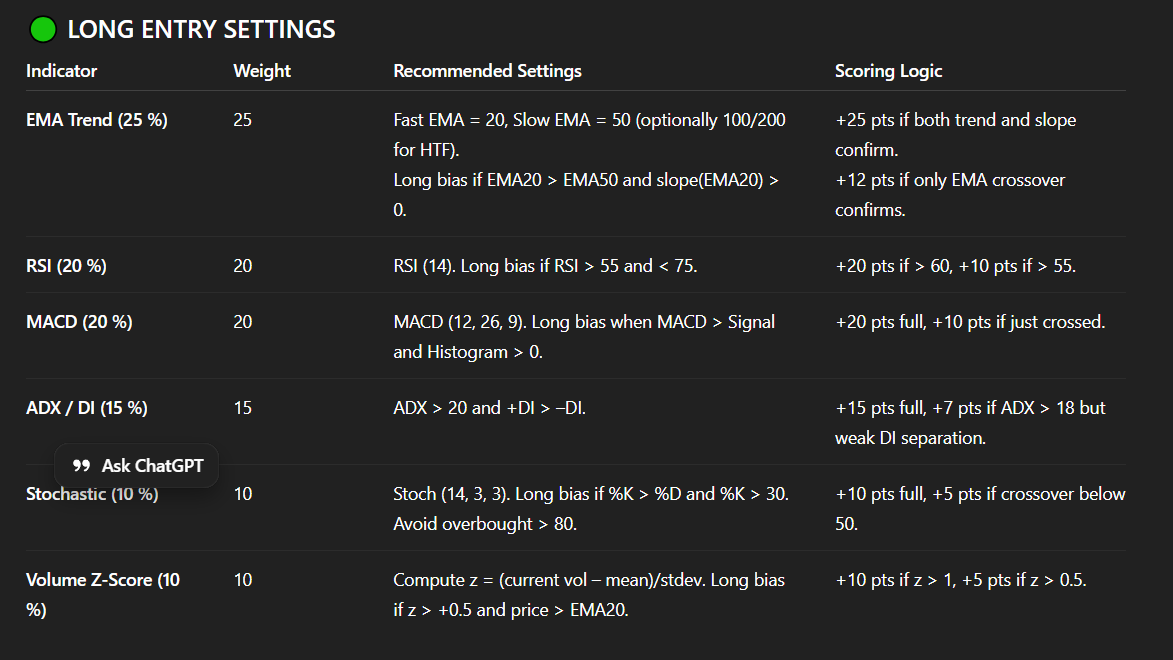 LONG ENTRY SETTINGS
Indicator Weight Recommended Settings Scoring Logic
EMA Trend (25 %) 25 Fast EMA = 20, Slow EMA = 50 (optionally 100/200 +25 pts if both trend and slope
for HTF). confirm.
Long bias if EMA20 > EMA50 and slope(EMA20) > +12 pts if only EMA crossover
0. confirms.
RSI (20 %) 20 RSI (14). Long bias if RSI > 55 and < 75. +20 pts if > 60, +10 pts if > 55.
MACD (20 %) 20 MACD (12, 26, 9). Long bias when MACD > Signal +20 pts full, +10 pts if just crossed.
and Histogram > 0.
ADX / DI (15 %) 15 ADX > 20 and +DI > –DI. +15 pts full, +7 pts if ADX > 18 but
weak DI separation.
Ask ChatGPT
Stochastic (10 %) 10 Stoch (14, 3, 3). Long bias if %K > %D and %K > 30. +10 pts full, +5 pts if crossover below
Avoid overbought > 80. 50.
Volume Z-Score (10 10 Compute z = (current vol – mean)/stdev. Long bias +10 pts if z > 1, +5 pts if z > 0.5.
%) if z > +0.5 and price > EMA20.